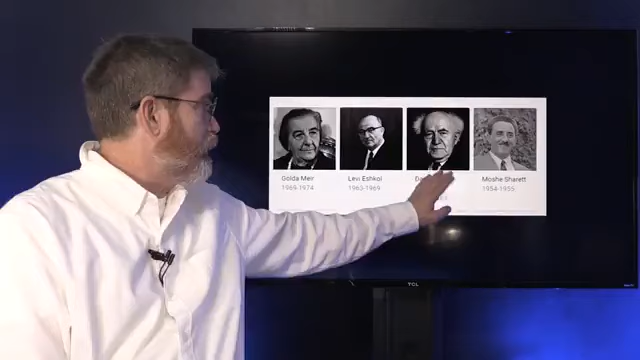 Golda Meir
1969-1974
Levi Eshkol
1963-1969
Moshe Sharett
1954-1955
TCL